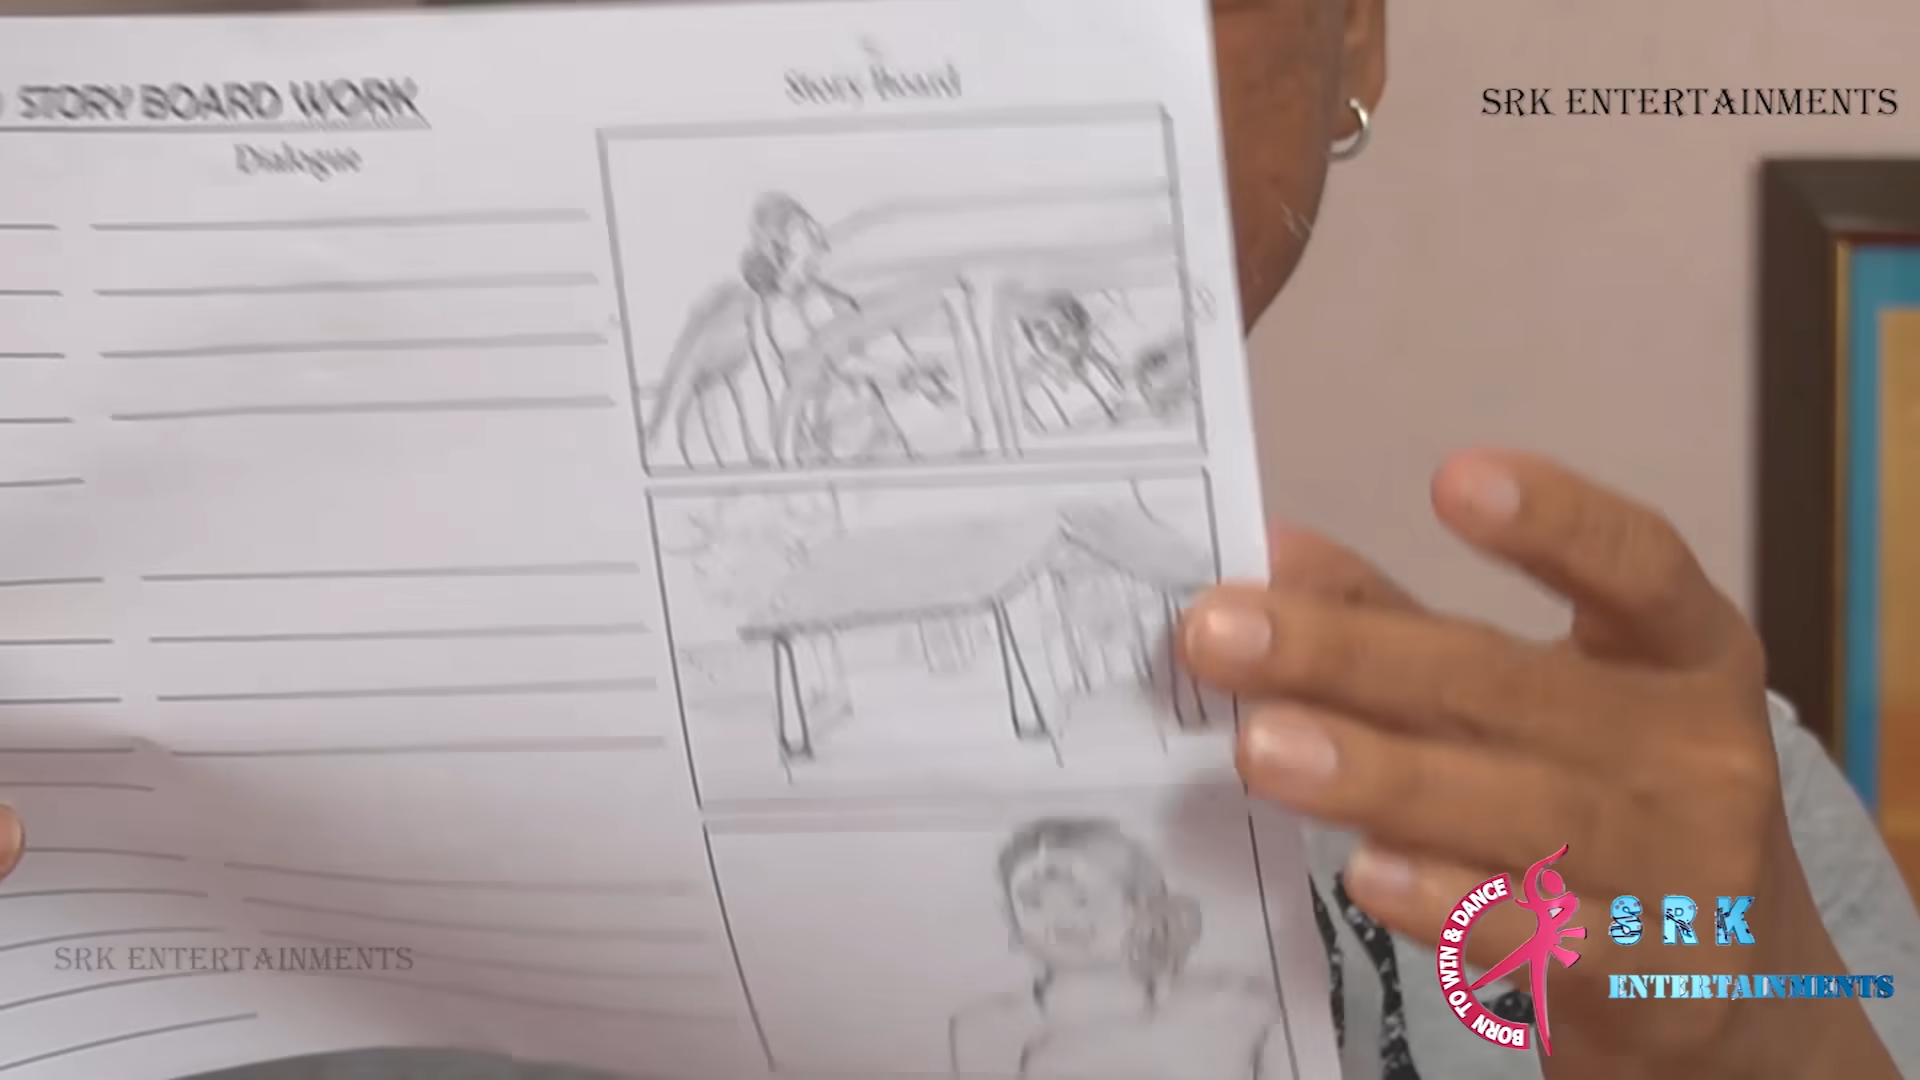 STORY BOARD WORK
Story Board
Dialogue
SRK ENTERTAINMENTS
SRK ENTERTAINMENTS
BORN TO WIN & DANCE
SRK
ENTERTAINMENTS